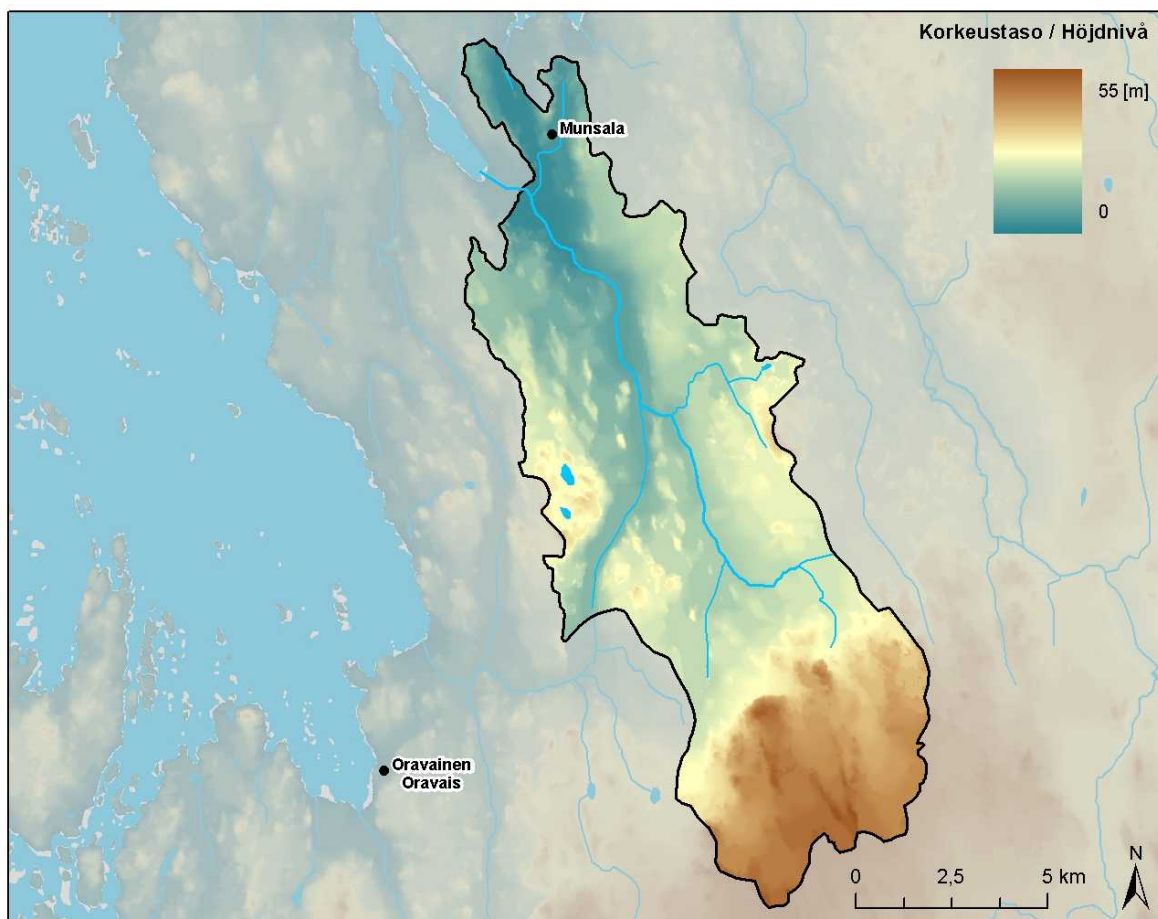 Korkeustaso / Höjdnivå
55 [m]
0
Munsala
Oravainen
Oravais
N
0 2,5 5 km